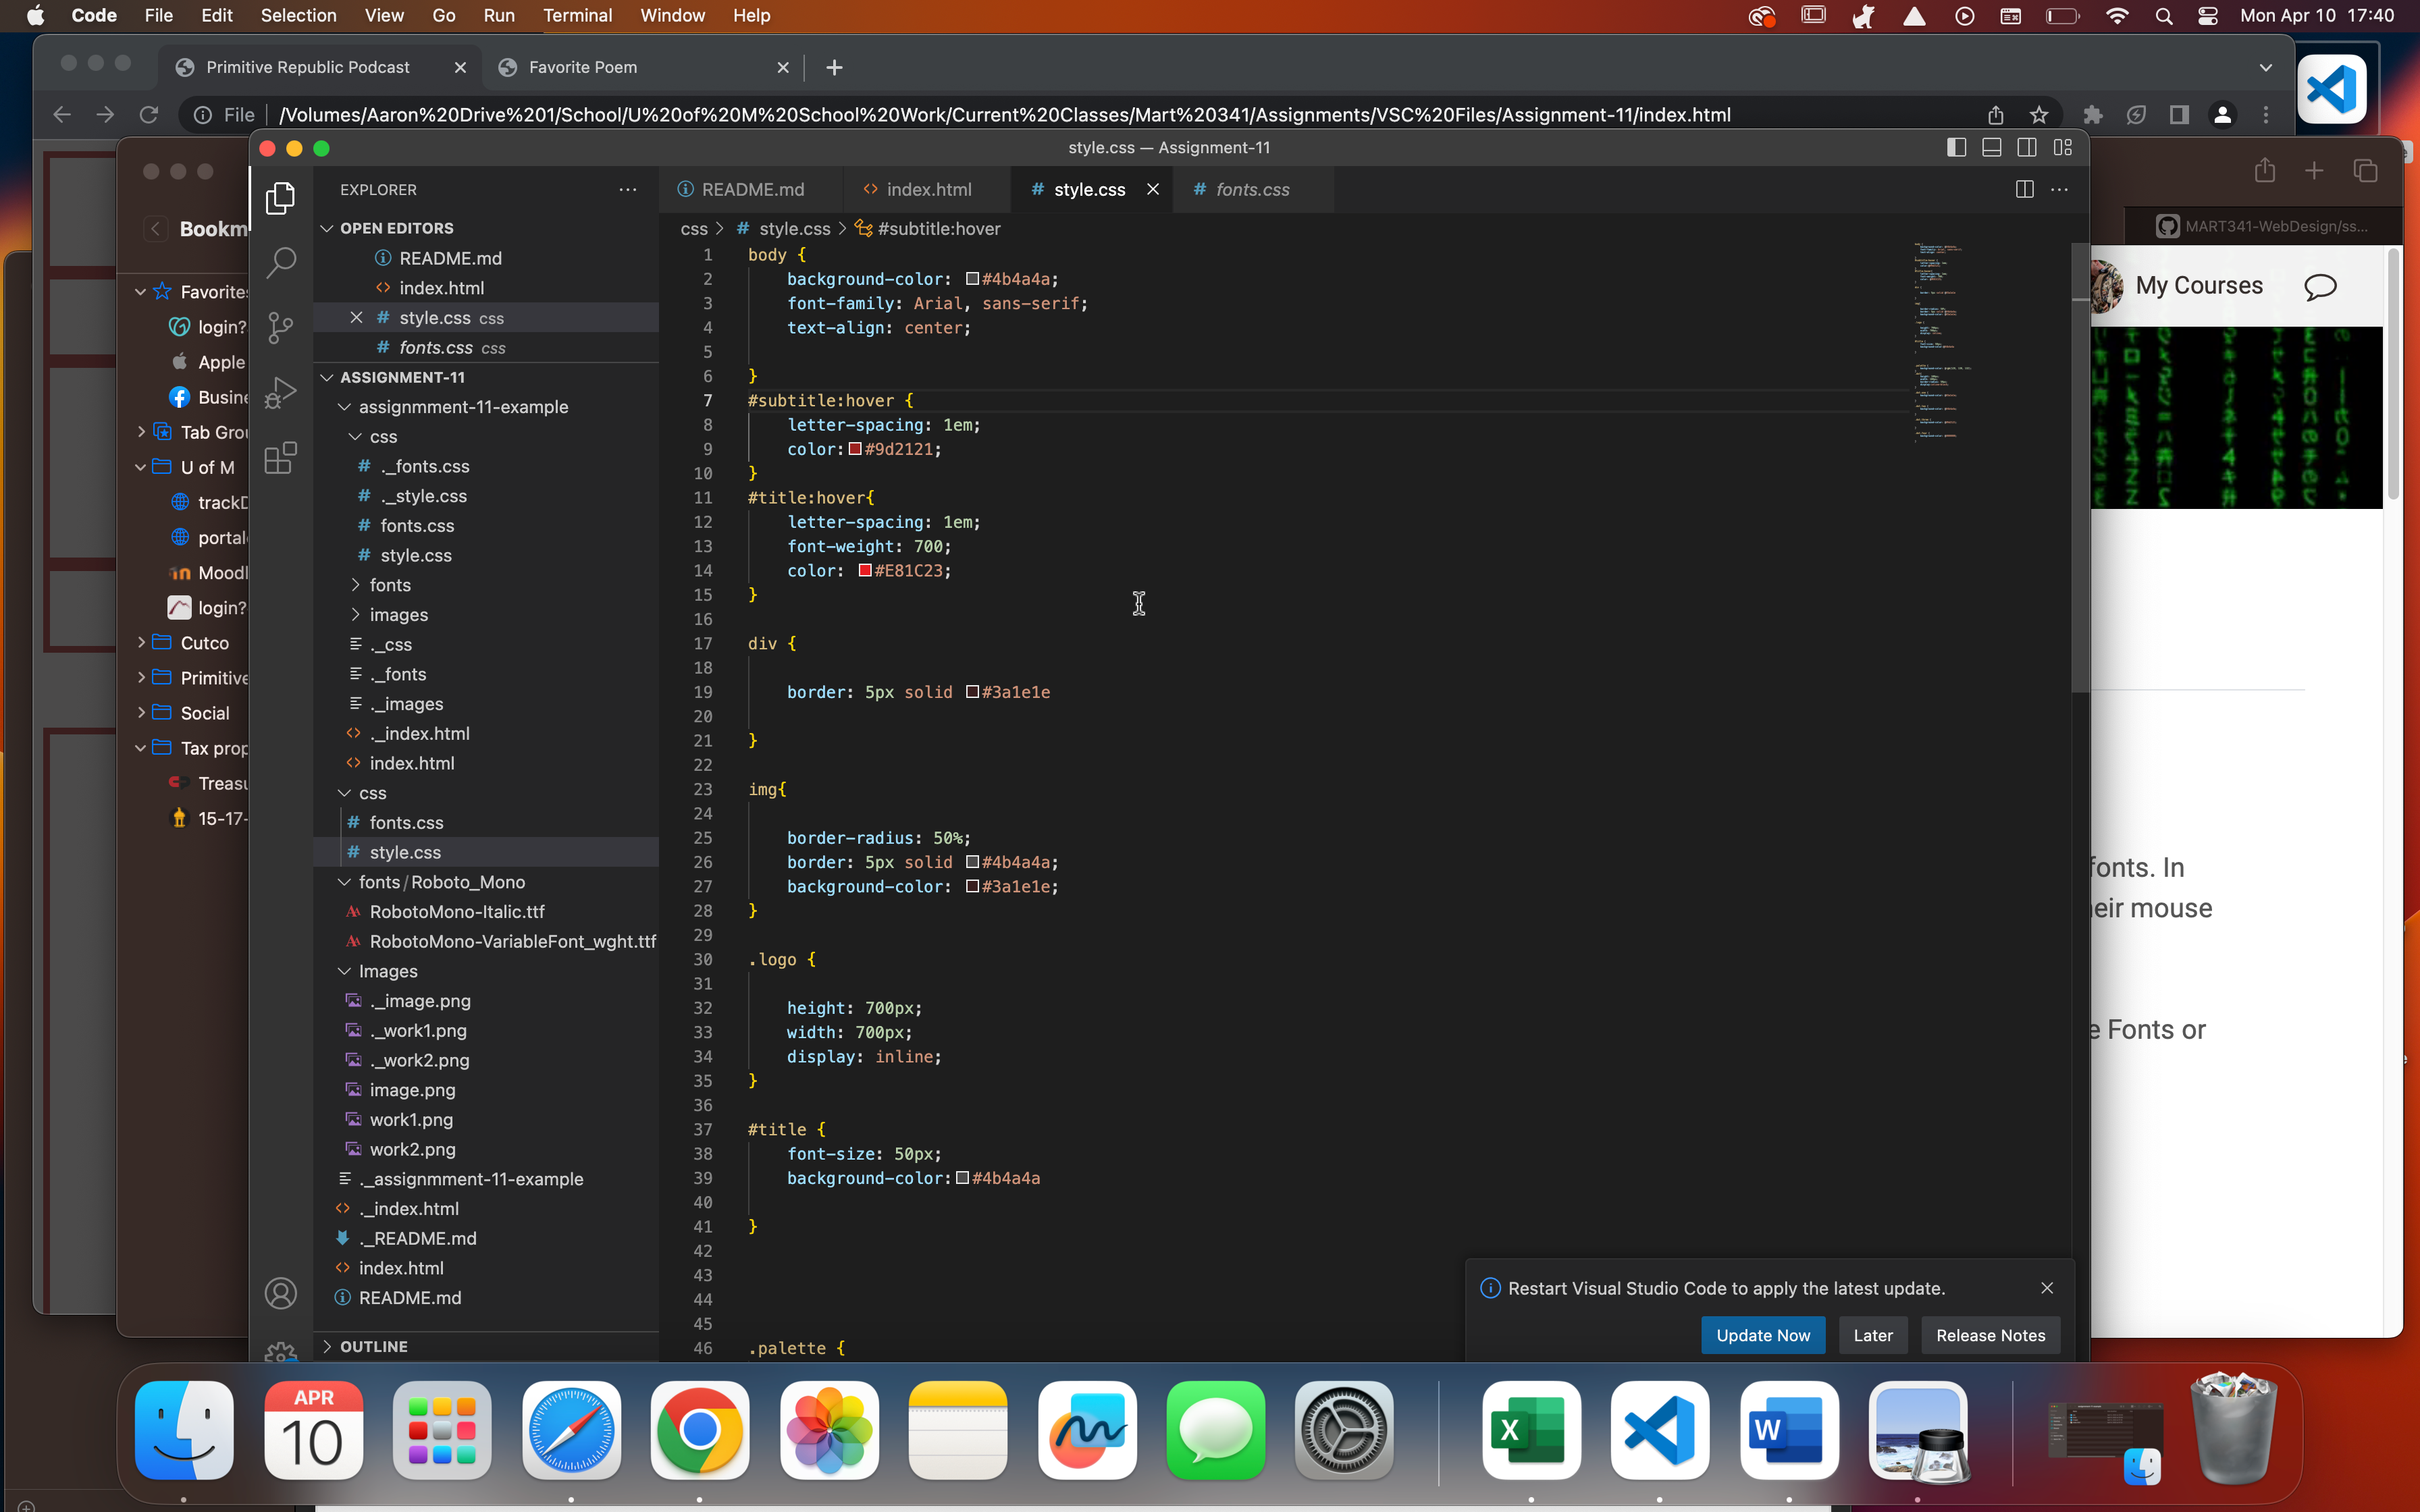 Code File Edit Selection View Go Run Terminal Window Help Mon Apr 10 17:40
Primitive Republic Podcast Favorite Poem
File /Volumes/Aaron%20Drive%201/School/U%20of%20M%20School%20Work/Current%20Classes/Mart%20341/Assignments/VSC%20Files/Assignment-11/index.html
style.css — Assignment-11
EXPLORER
README.md index.html style.css fonts.css
css > # style.css > #subtitle:hover
OPEN EDITORS
README.md
index.html
style.css css
fonts.css css
ASSIGNMENT-11
assignmment-11-example
css
._fonts.css
._style.css
fonts.css
style.css
fonts
images
._css
._fonts
._images
._index.html
index.html
css
fonts.css
style.css
fonts / Roboto_Mono
RobotoMono-Italic.ttf
RobotoMono-VariableFont_wght.ttf
Images
._image.png
._work1.png
._work2.png
image.png
work1.png
work2.png
._assignmment-11-example
._index.html
._README.md
index.html
README.md
OUTLINE
Bookm
Favorites
login?
Apple
Busine
Tab Grou
U of M
trackD
portal
Moodl
login?
Cutco
Primitive
Social
Tax prop
Treasu
15-17-
1 body {
2 background-color: #4b4a4a;
3 font-family: Arial, sans-serif;
4 text-align: center;
5
6 }
7 #subtitle:hover {
8 letter-spacing: 1em;
9 color: #9d2121;
10 }
11 #title:hover{
12 letter-spacing: 1em;
13 font-weight: 700;
14 color: #E81C23;
15 }
16
17 div {
18
19 border: 5px solid #3a1e1e
20
21 }
22
23 img{
24
25 border-radius: 50%;
26 border: 5px solid #4b4a4a;
27 background-color: #3a1e1e;
28 }
29
30 .logo {
31
32 height: 700px;
33 width: 700px;
34 display: inline;
35 }
36
37 #title {
38 font-size: 50px;
39 background-color: #4b4a4a
40
41 }
42
43
44
45
46 .palette {
MART341-WebDesign/ss...
My Courses
fonts. In
eir mouse
e Fonts or
Restart Visual Studio Code to apply the latest update.
Update Now Later Release Notes
APR
10